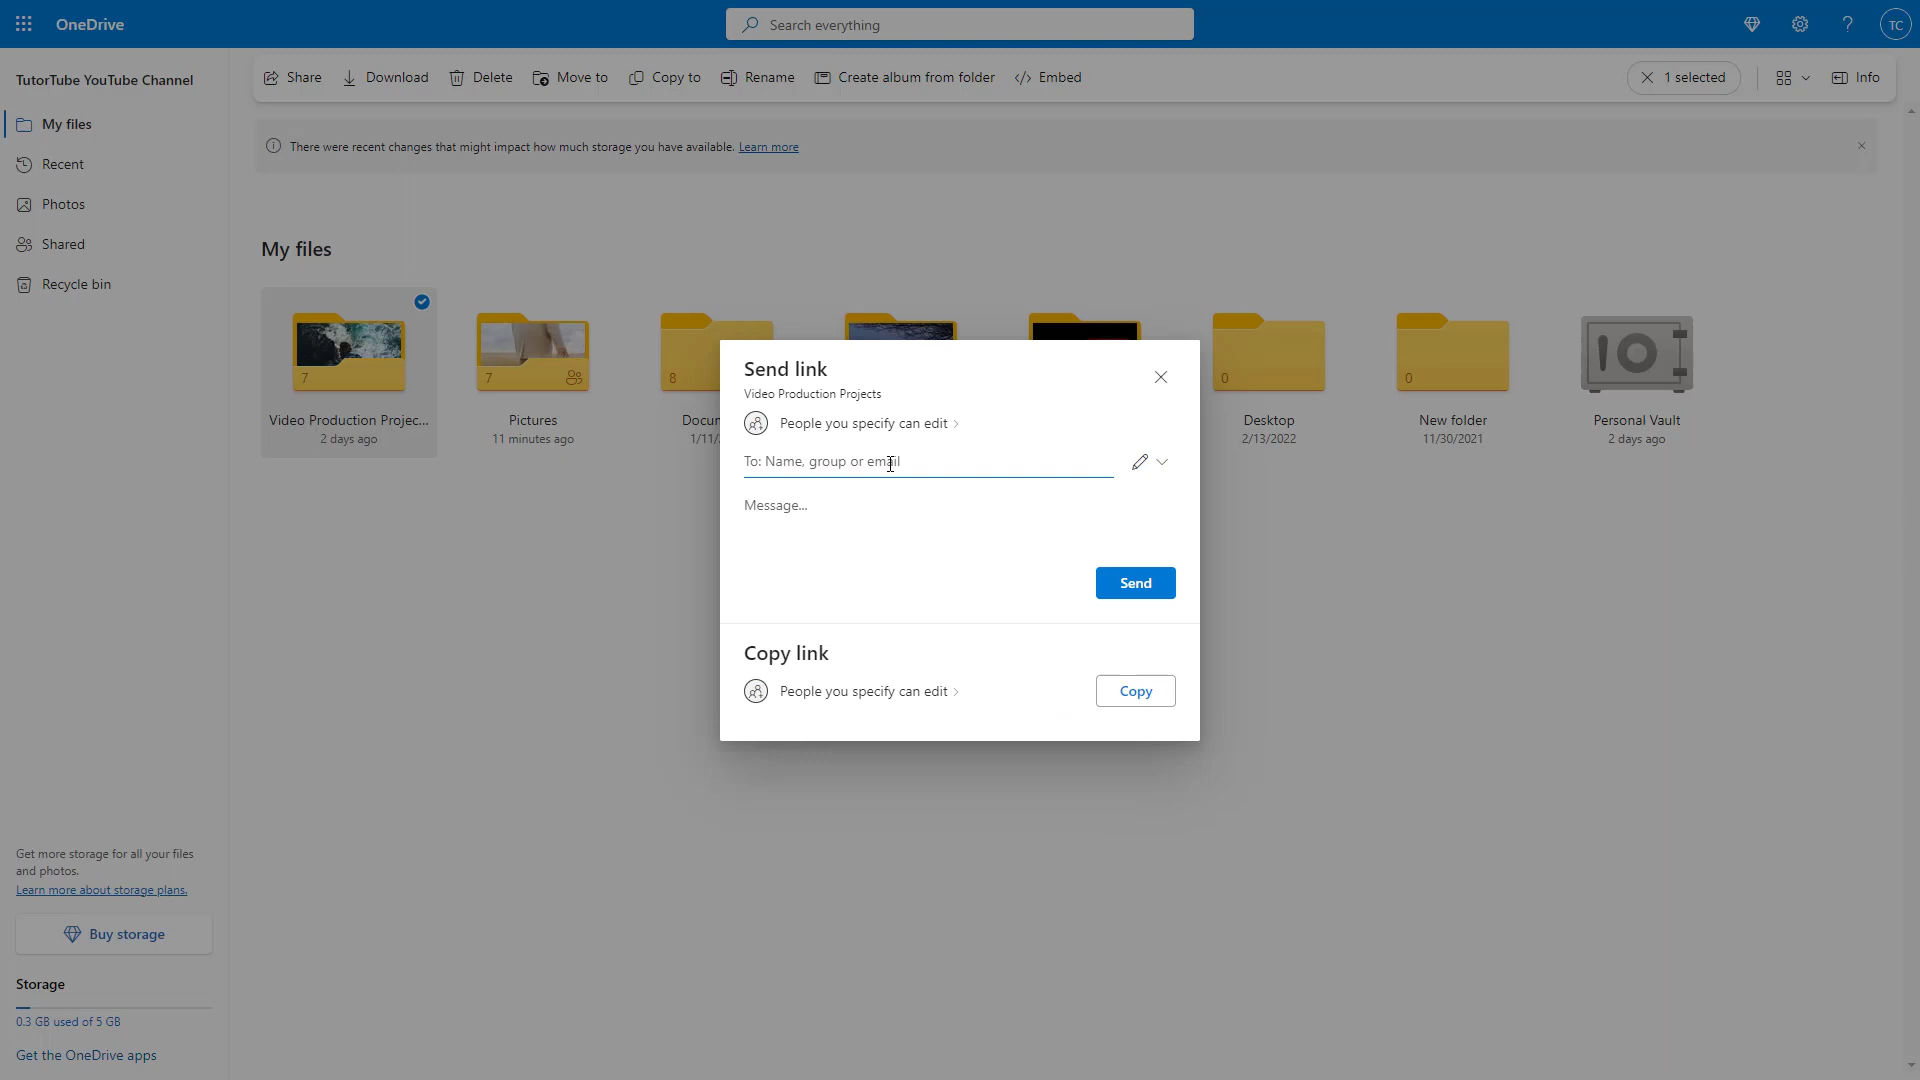 OneDrive
Search everything
TC
TutorTube YouTube Channel
Share
Download
Delete
Move to
Copy to
Rename
Create album from folder
Embed
1 selected
Info
My files
Recent
Photos
Shared
Recycle bin
There were recent changes that might impact how much storage you have available. Learn more
My files
7
Video Production Projec...
2 days ago
7
Pictures
11 minutes ago
8
Docum
1/11/
0
Desktop
2/13/2022
0
New folder
11/30/2021
Personal Vault
2 days ago
Send link
Video Production Projects
People you specify can edit
To: Name, group or email
Message...
Send
Copy link
People you specify can edit
Copy
Get more storage for all your files
and photos.
Learn more about storage plans.
Buy storage
Storage
0.3 GB used of 5 GB
Get the OneDrive apps